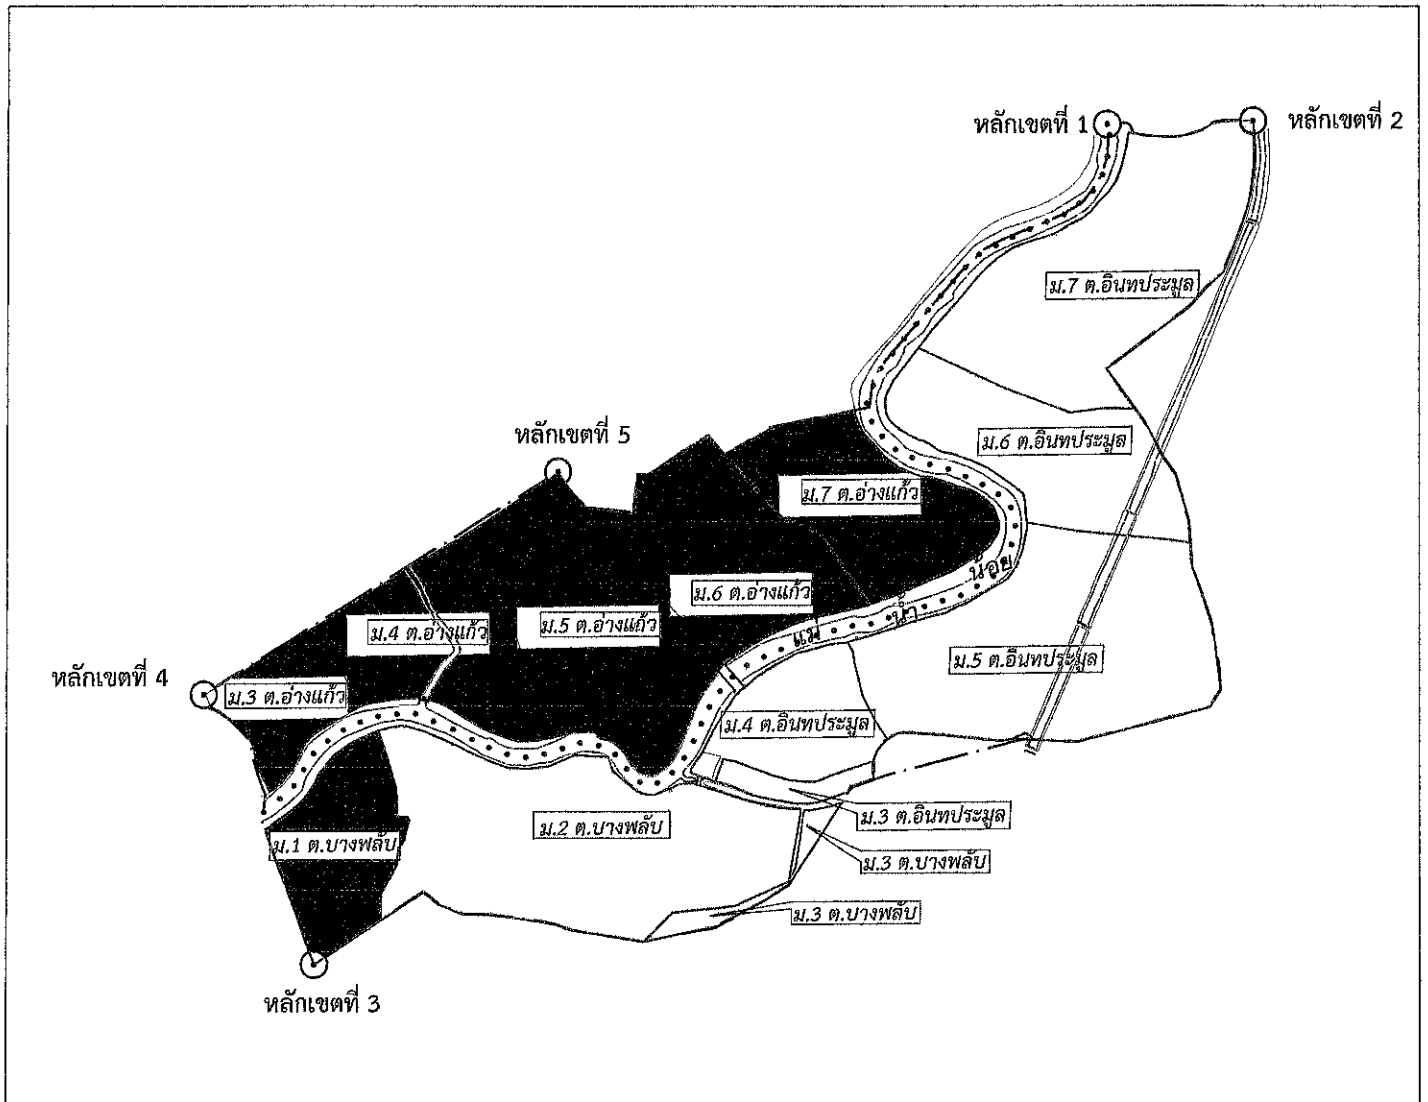 หลักเขตที่ 1
หลักเขตที่ 2
ม.7 ต.อินทประมูล
หลักเขตที่ 5
ม.6 ต.อินทประมูล
ม.7 ต.อ่างแก้ว
น้อย
ม.6 ต.อ่างแก้ว
น้ำ
แม่
ม.4 ต.อ่างแก้ว
ม.5 ต.อ่างแก้ว
ม.5 ต.อินทประมูล
หลักเขตที่ 4
ม.3 ต.อ่างแก้ว
ม.4 ต.อินทประมูล
ม.3 ต.อินทประมูล
ม.2 ต.บางพลับ
ม.1 ต.บางพลับ
ม.3 ต.บางพลับ
ม.3 ต.บางพลับ
หลักเขตที่ 3